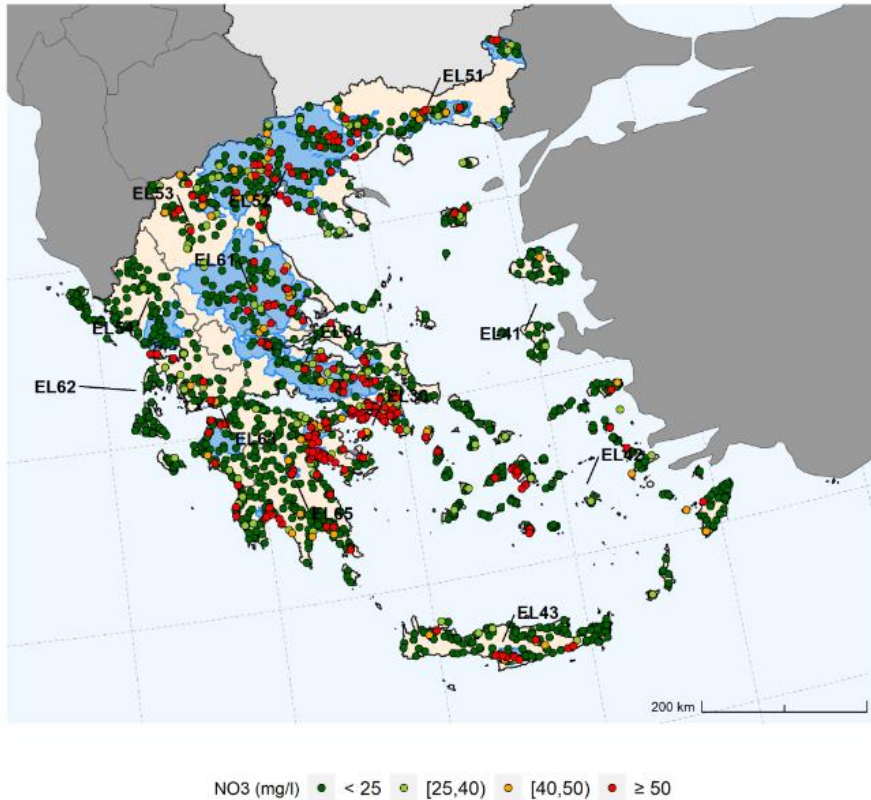 EL51
EL53
EL52
EL61
EL54
EL64
EL41
EL62
EL30
EL63
EL42
EL65
EL43
200 km
NO3 (mg/l) < 25 [25,40) [40,50) ≥ 50